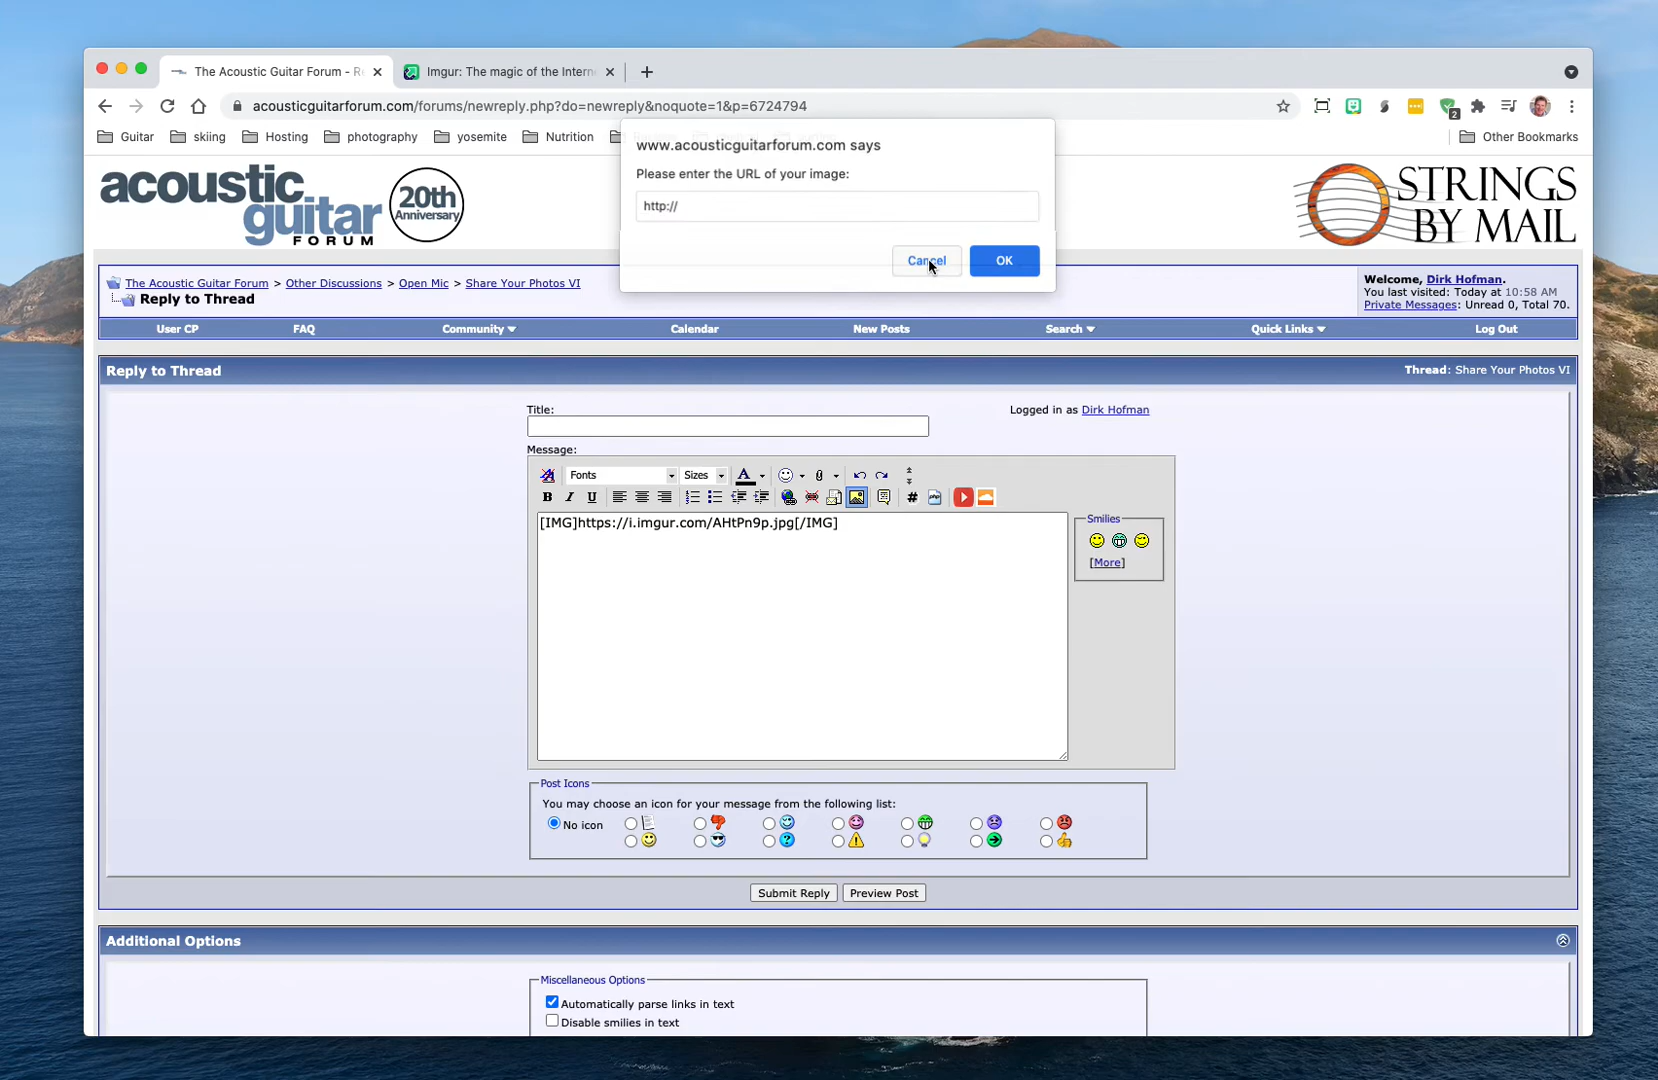 The Acoustic Guitar Forum - Re
Imgur: The magic of the Intern
acousticguitarforum.com/forums/newreply.php?do=newreply&noquote=1&p=6724794
2
Guitar
skiing
Hosting
photography
yosemite
Nutrition
Other Bookmarks
www.acousticguitarforum.com says
Please enter the URL of your image:
http://
Cancel
OK
acoustic
guitar
FORUM
20th
Anniversary
STRINGS
BY MAIL
The Acoustic Guitar Forum > Other Discussions > Open Mic > Share Your Photos VI
Reply to Thread
Welcome, Dirk Hofman.
You last visited: Today at 10:58 AM
Private Messages: Unread 0, Total 70.
User CP
FAQ
Community
Calendar
New Posts
Search
Quick Links
Log Out
Reply to Thread
Thread: Share Your Photos VI
Title:
Logged in as Dirk Hofman
Message:
Fonts
Sizes
A
B I U
#
php
[IMG]https://i.imgur.com/AHtPn9p.jpg[/IMG]
Smilies
[More]
Post Icons
You may choose an icon for your message from the following list:
No icon
Submit Reply
Preview Post
Additional Options
Miscellaneous Options
Automatically parse links in text
Disable smilies in text